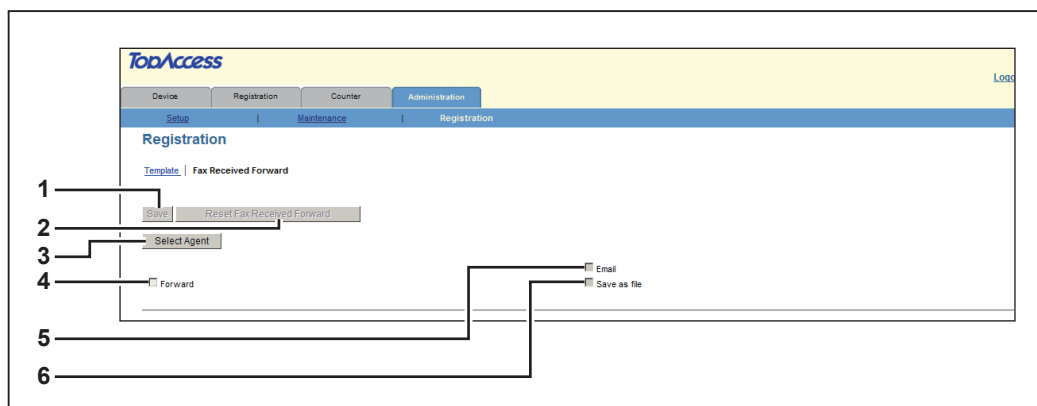 TopAccess
Logo
Device Registration Counter Administration
Setup | Maintenance | Registration
Registration
Template | Fax Received Forward
1
Save Reset Fax Received Forward
2
Select Agent
3
Email
4
Forward
Save as file
5
6